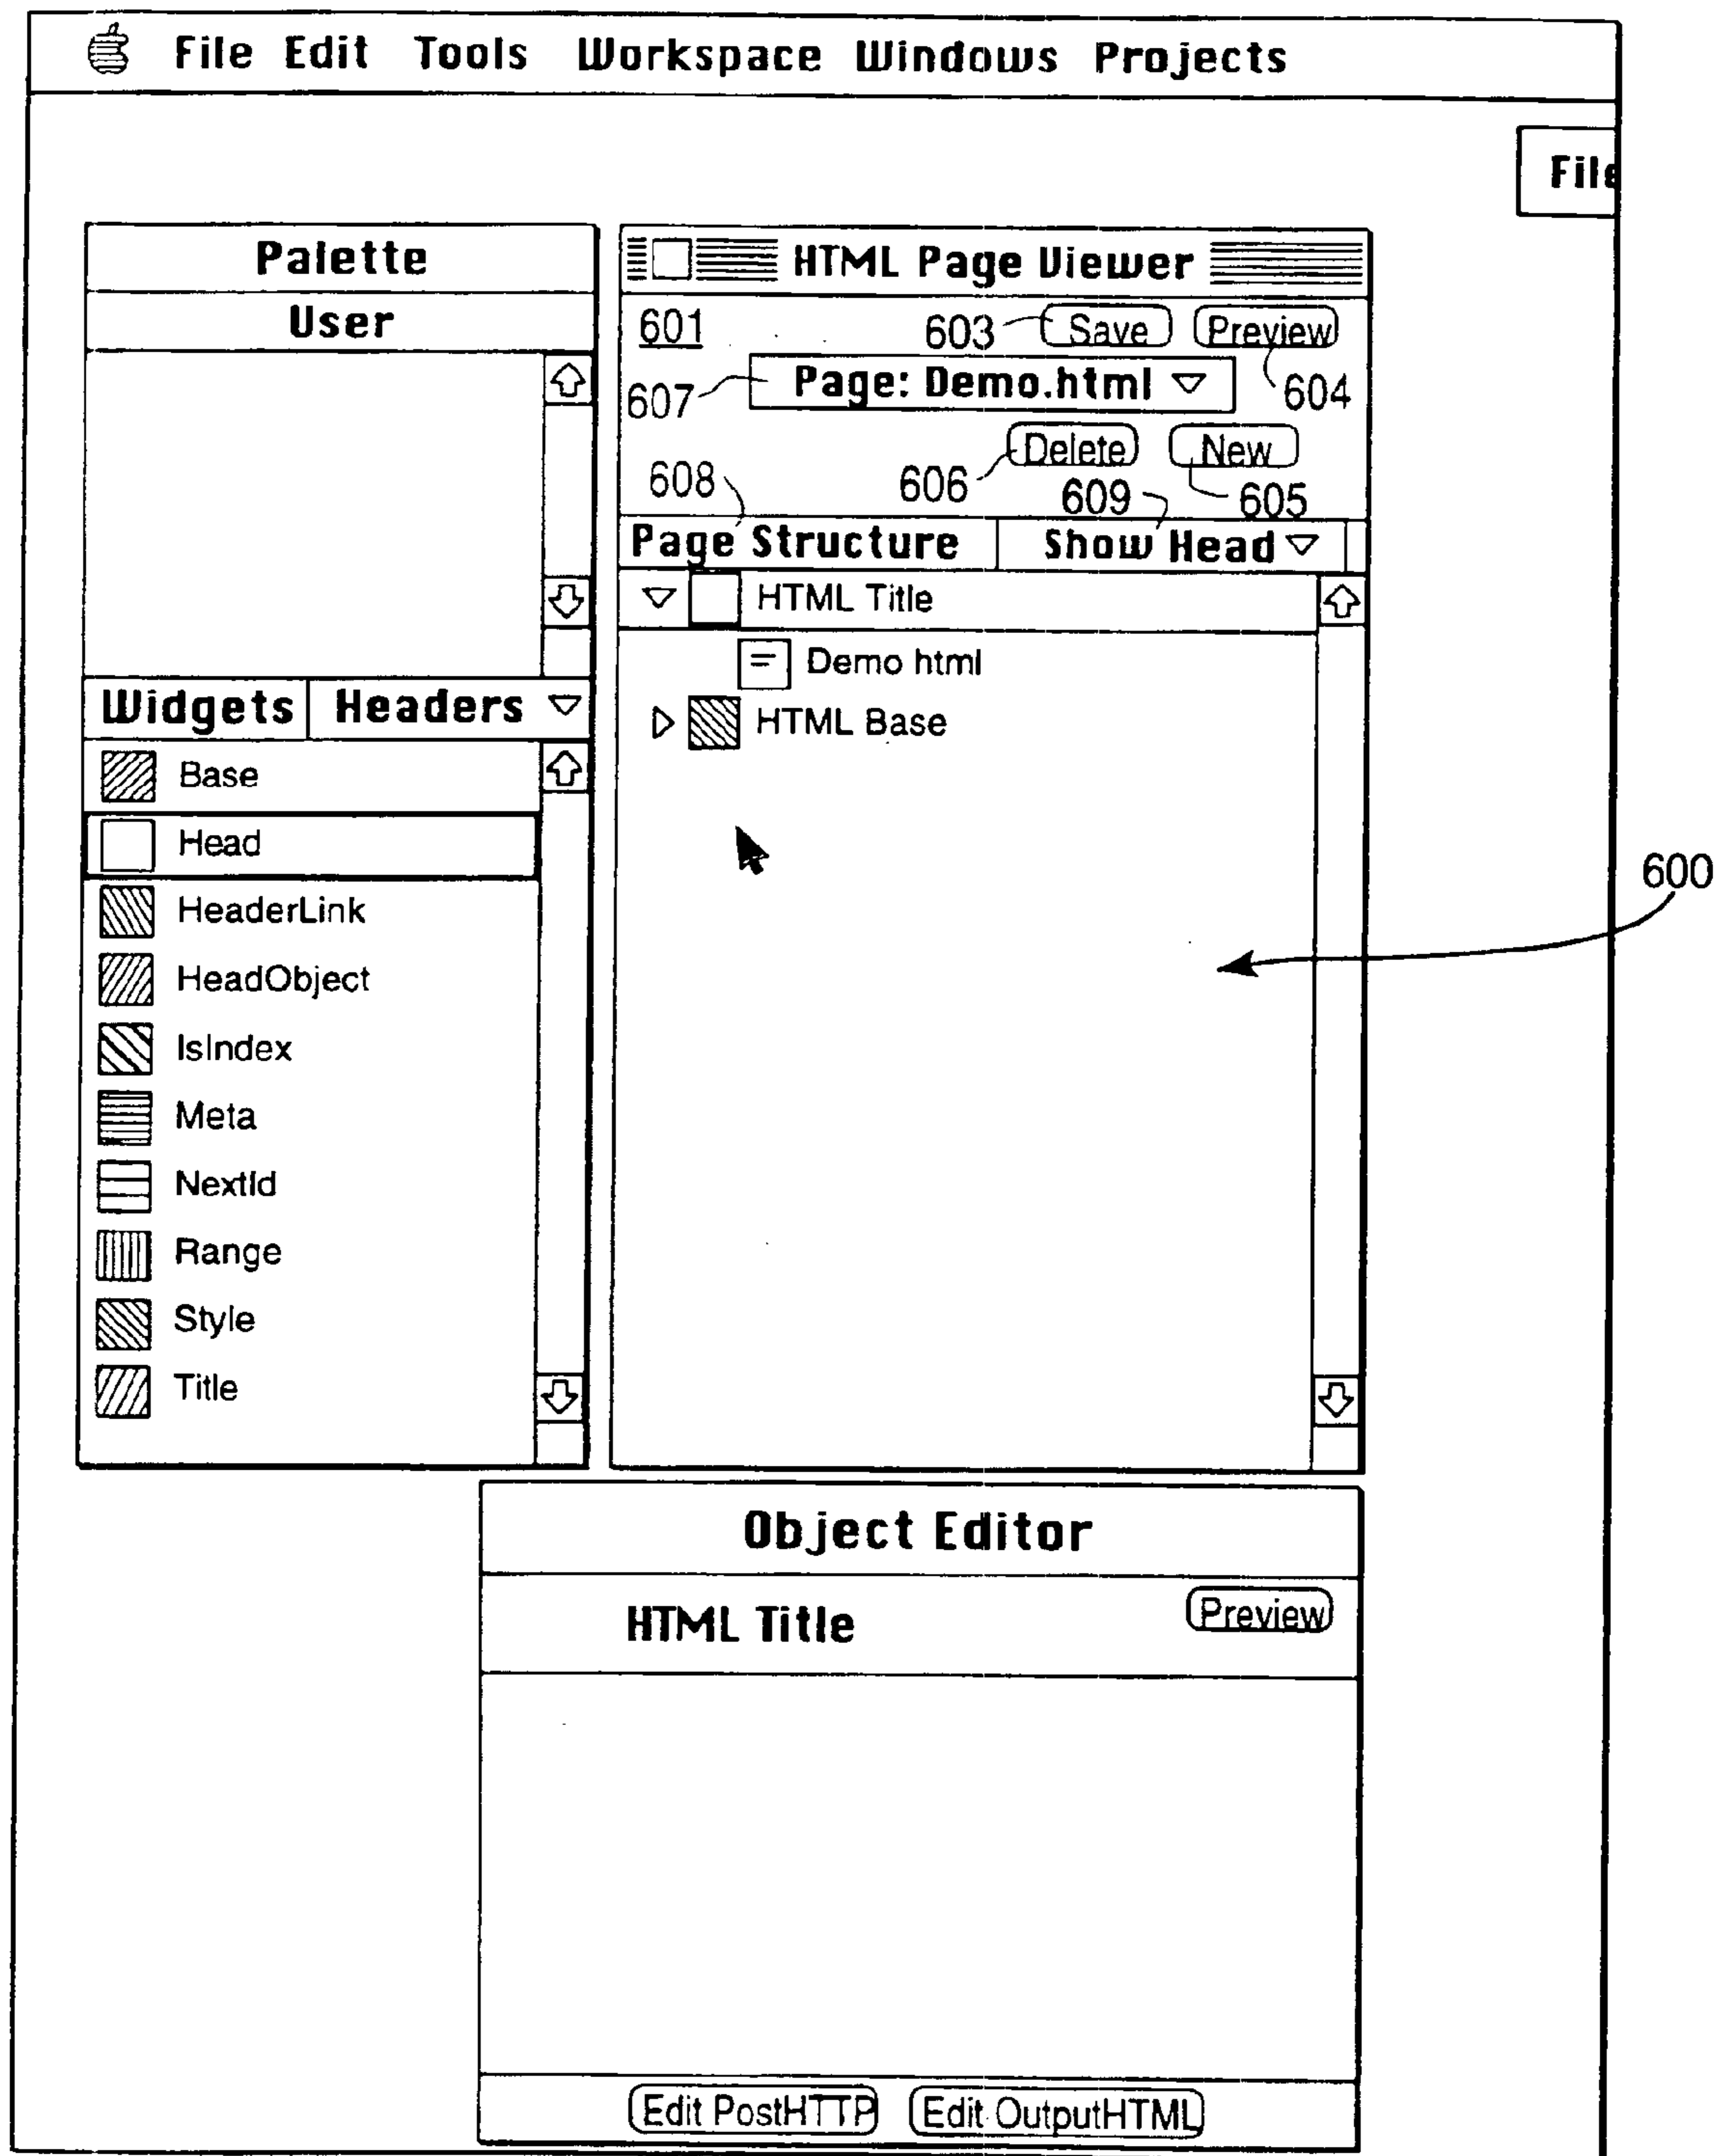 File Edit Tools Workspace Windows Projects
File
Palette
User
Widgets Headers
Base
Head
HeaderLink
HeadObject
IsIndex
Meta
NextId
Range
Style
Title
HTML Page Viewer
601 603 Save Preview
607 Page: Demo.html 604
Delete New
608 606 609 605
Page Structure Show Head
HTML Title
Demo html
HTML Base
600
Object Editor
HTML Title Preview
Edit PostHTTP Edit OutputHTML